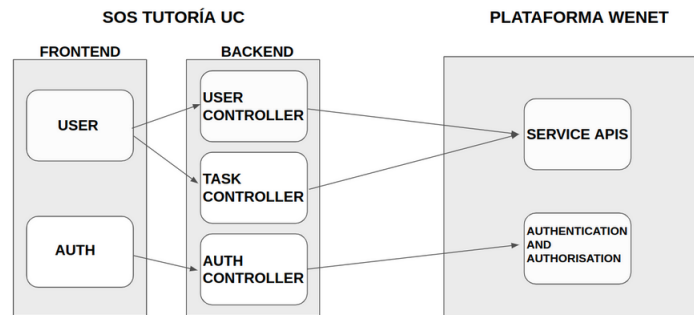 SOS TUTORÍA UC
PLATAFORMA WENET
FRONTEND
BACKEND
USER
USER
CONTROLLER
TASK
CONTROLLER
SERVICE APIS
AUTH
AUTH
CONTROLLER
AUTHENTICATION
AND
AUTHORISATION